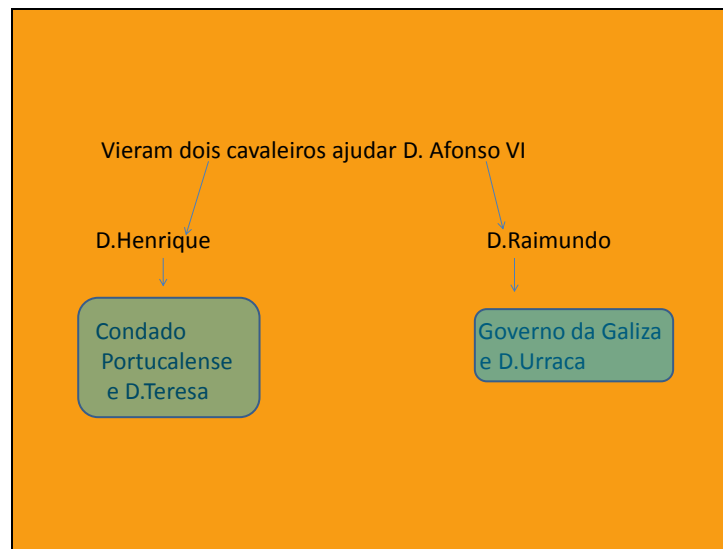 Vieram dois cavaleiros ajudar D. Afonso VI
D.Henrique
D.Raimundo
Condado
Portucalense
e D.Teresa
Governo da Galiza
e D.Urraca